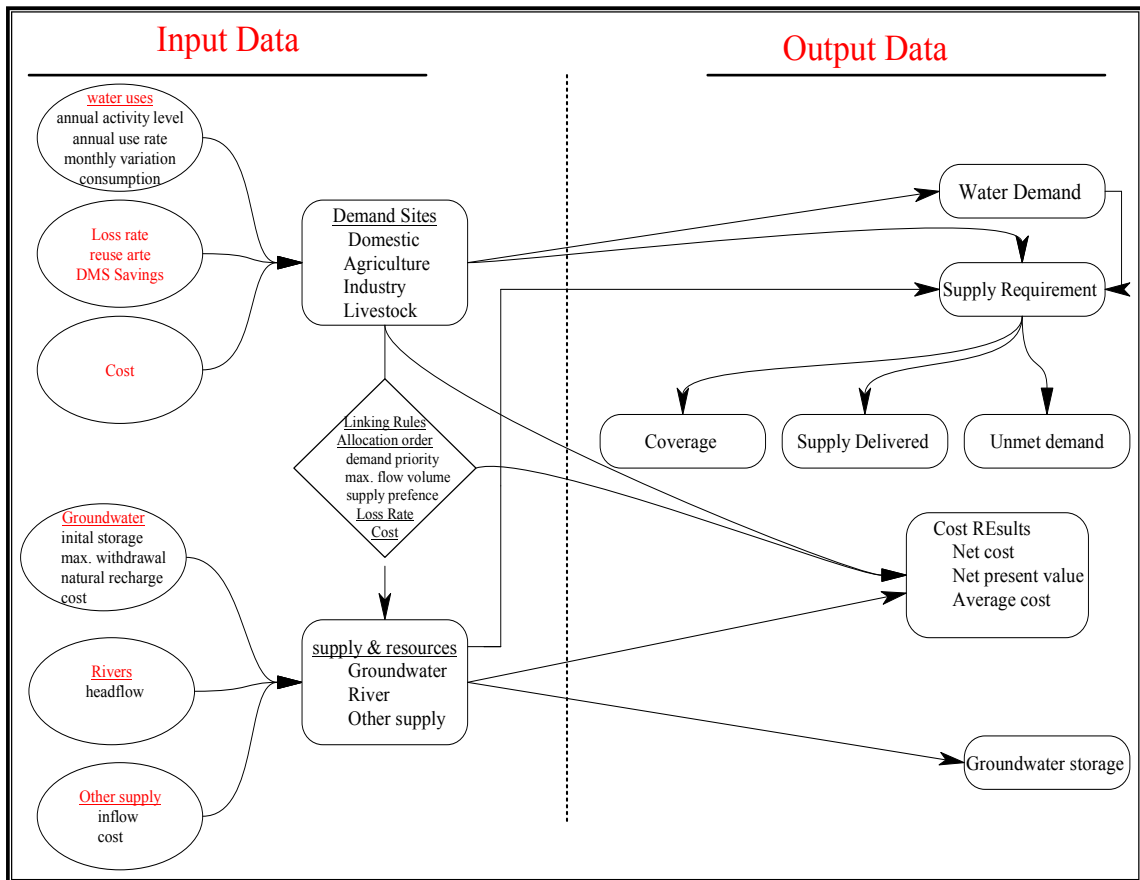 Input Data
Output Data
water uses
annual activity level
annual use rate
monthly variation
consumption
Loss rate
reuse arte
DMS Savings
Cost
Demand Sites
Domestic
Agriculture
Industry
Livestock
Linking Rules
Allocation order
demand priority
max. flow volume
supply prefence
Loss Rate
Cost
Groundwater
inital storage
max. withdrawal
natural recharge
cost
Rivers
headflow
Other supply
inflow
cost
supply & resources
Groundwater
River
Other supply
Water Demand
Supply Requirement
Coverage
Supply Delivered
Unmet demand
Cost REsults
Net cost
Net present value
Average cost
Groundwater storage